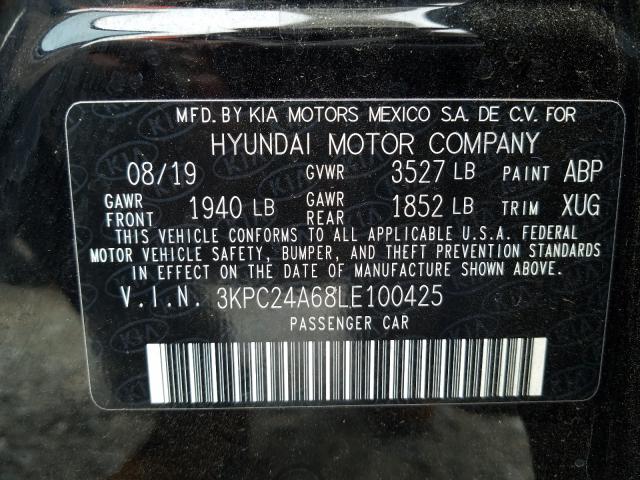 MFD. BY KIA MOTORS MEXICO S.A. DE C.V. FOR
HYUNDAI MOTOR COMPANY
08/19 GVWR 3527 LB PAINT ABP
GAWR FRONT 1940 LB GAWR REAR 1852 LB TRIM XUG
THIS VEHICLE CONFORMS TO ALL APPLICABLE U.S.A. FEDERAL
MOTOR VEHICLE SAFETY, BUMPER, AND THEFT PREVENTION STANDARDS
IN EFFECT ON THE DATE OF MANUFACTURE SHOWN ABOVE.
V.I.N. 3KPC24A68LE100425
PASSENGER CAR